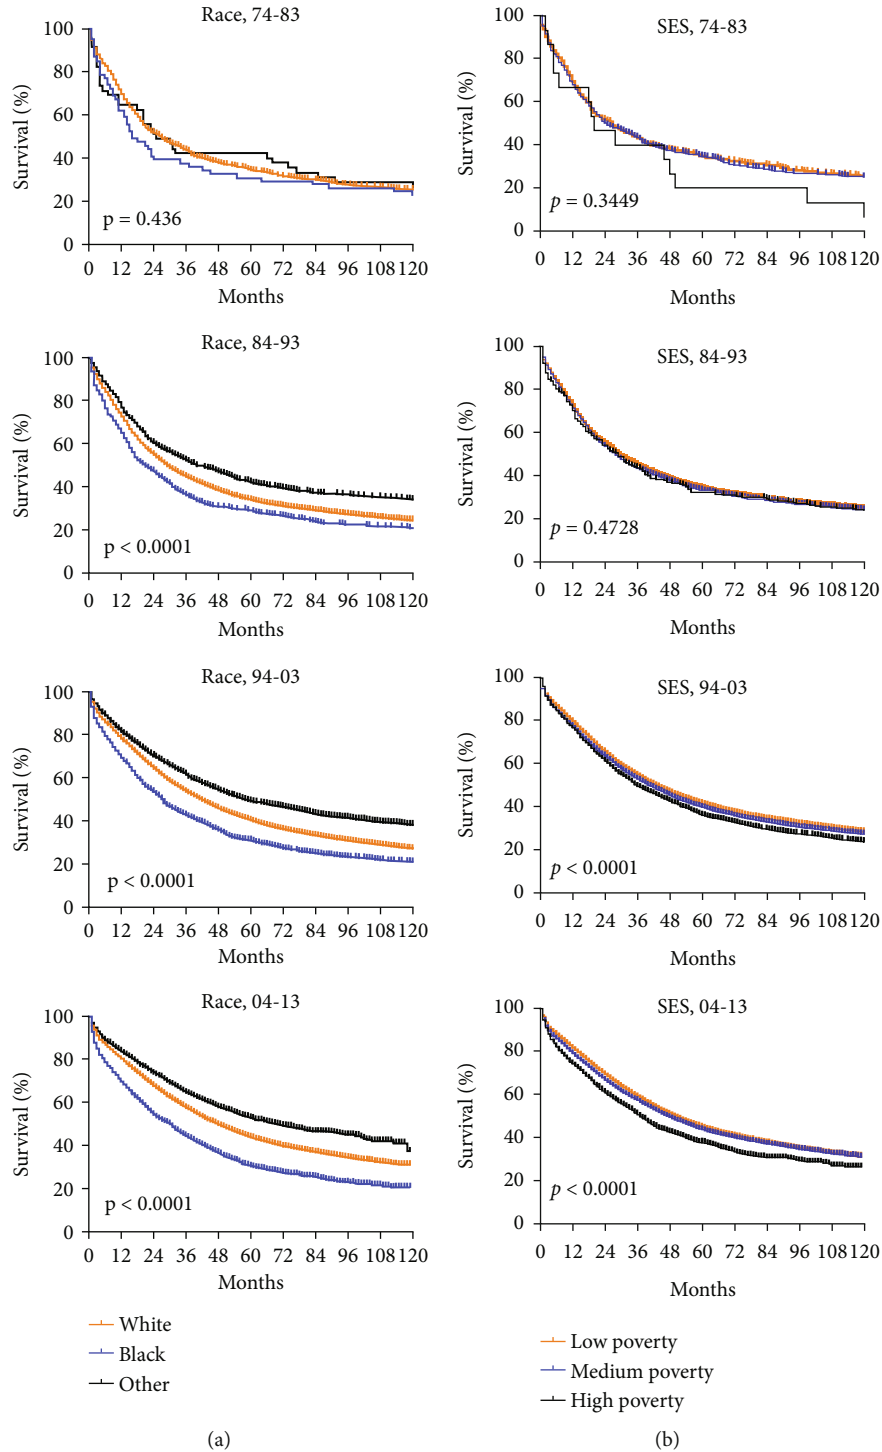 Race, 74-83
100
80
60
40
20
0
Survival (%)
p = 0.436
0 12 24 36 48 60 72 84 96 108 120
Months
Race, 84-93
100
80
60
40
20
0
Survival (%)
p < 0.0001
0 12 24 36 48 60 72 84 96 108 120
Months
Race, 94-03
100
80
60
40
20
0
Survival (%)
p < 0.0001
0 12 24 36 48 60 72 84 96 108 120
Months
Race, 04-13
100
80
60
40
20
0
Survival (%)
p < 0.0001
0 12 24 36 48 60 72 84 96 108 120
Months
White
Black
Other
(a)
SES, 74-83
100
80
60
40
20
0
Survival (%)
p = 0.3449
0 12 24 36 48 60 72 84 96 108 120
Months
SES, 84-93
100
80
60
40
20
0
Survival (%)
p = 0.4728
0 12 24 36 48 60 72 84 96 108 120
Months
SES, 94-03
100
80
60
40
20
0
Survival (%)
p < 0.0001
0 12 24 36 48 60 72 84 96 108 120
Months
SES, 04-13
100
80
60
40
20
0
Survival (%)
p < 0.0001
0 12 24 36 48 60 72 84 96 108 120
Months
Low poverty
Medium poverty
High poverty
(b)